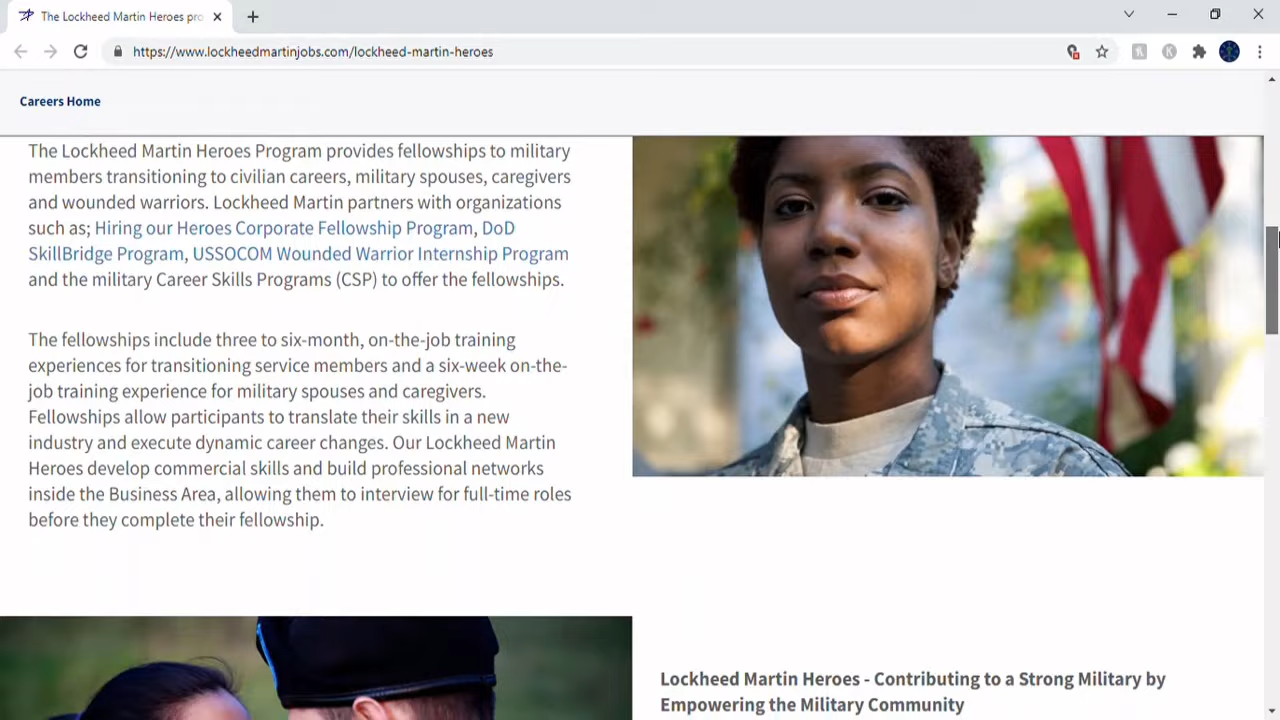 The Lockheed Martin Heroes pro
https://www.lockheedmartinjobs.com/lockheed-martin-heroes
Careers Home
The Lockheed Martin Heroes Program provides fellowships to military
members transitioning to civilian careers, military spouses, caregivers
and wounded warriors. Lockheed Martin partners with organizations
such as; Hiring our Heroes Corporate Fellowship Program, DoD
SkillBridge Program, USSOCOM Wounded Warrior Internship Program
and the military Career Skills Programs (CSP) to offer the fellowships.
The fellowships include three to six-month, on-the-job training
experiences for transitioning service members and a six-week on-the-
job training experience for military spouses and caregivers.
Fellowships allow participants to translate their skills in a new
industry and execute dynamic career changes. Our Lockheed Martin
Heroes develop commercial skills and build professional networks
inside the Business Area, allowing them to interview for full-time roles
before they complete their fellowship.
Lockheed Martin Heroes - Contributing to a Strong Military by
Empowering the Military Community